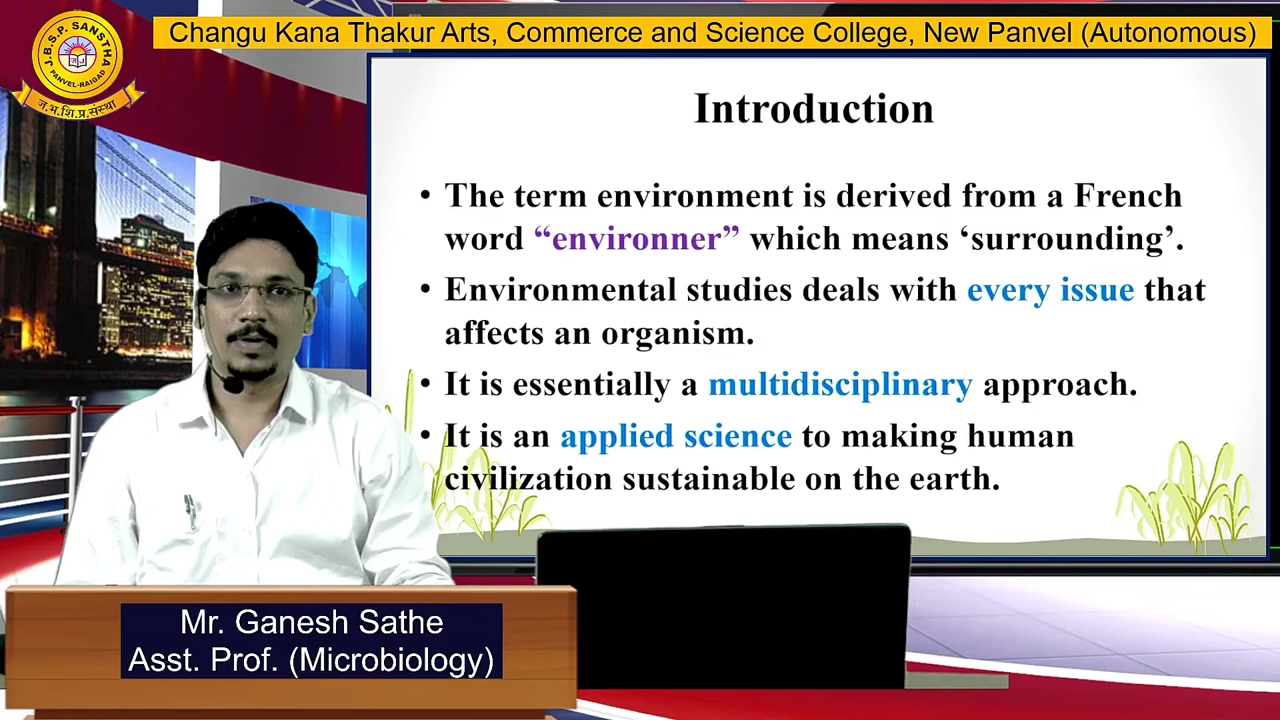 Changu Kana Thakur Arts, Commerce and Science College, New Panvel (Autonomous)
J.B.S.P. SANSTHA
PANVEL-RAIGAD
ज.भ.शि.प्र.संस्था
Introduction
• The term environment is derived from a French
word “environner” which means ‘surrounding’.
• Environmental studies deals with every issue that
affects an organism.
• It is essentially a multidisciplinary approach.
• It is an applied science to making human
civilization sustainable on the earth.
Mr. Ganesh Sathe
Asst. Prof. (Microbiology)